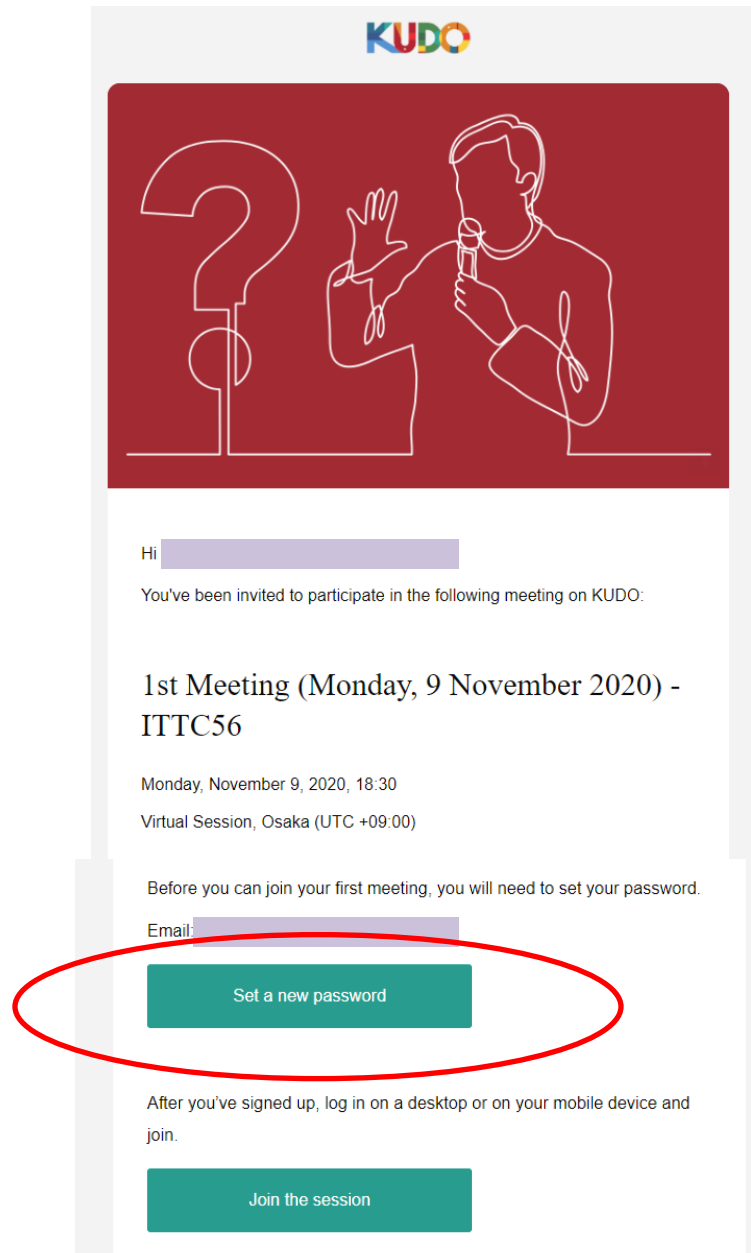 KUDO
Hi
You've been invited to participate in the following meeting on KUDO:
1st Meeting (Monday, 9 November 2020) -
ITTC56
Monday, November 9, 2020, 18:30
Virtual Session, Osaka (UTC +09:00)
Before you can join your first meeting, you will need to set your password.
Email:
Set a new password
After you've signed up, log in on a desktop or on your mobile device and
join.
Join the session